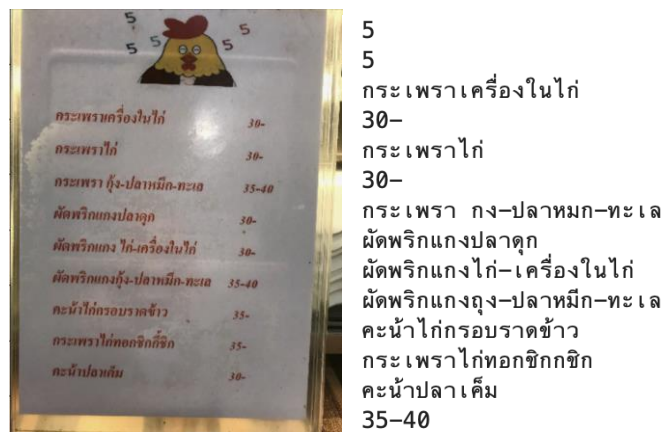 5 5
5 5 5
กระเพราเครื่องในไก่ 30-
กระเพราไก่ 30-
กระเพรา กุ้ง-ปลาหมึก-ทะเล 35-40
ผัดพริกแกงปลาดุก 30-
ผัดพริกแกง ไก่-เครื่องในไก่ 30-
ผัดพริกแกงกุ้ง-ปลาหมึก-ทะเล 35-40
คะน้าไก่กรอบราดข้าว 35-
กระเพราไก่ทอกชิกกี้ชิก 35-
คะน้าปลาเค็ม 30-
5
5
กระเพราเครื่องในไก่
30-
กระเพราไก่
30-
กระเพรา กง-ปลาหมก-ทะเล
ผัดพริกแกงปลาดุก
ผัดพริกแกงไก่-เครื่องในไก่
ผัดพริกแกงถุง-ปลาหมีก-ทะเล
คะน้าไก่กรอบราดข้าว
กระเพราไก่ทอกชิกกชิก
คะน้าปลาเค็ม
35-40